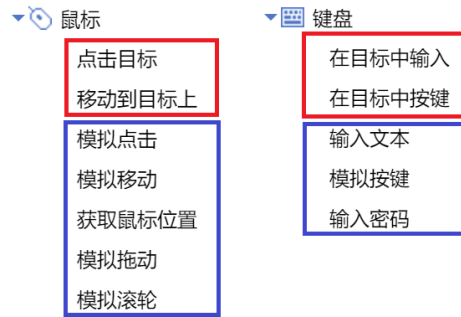 鼠标
点击目标
移动到目标上
模拟点击
模拟移动
获取鼠标位置
模拟拖动
模拟滚轮
键盘
在目标中输入
在目标中按键
输入文本
模拟按键
输入密码